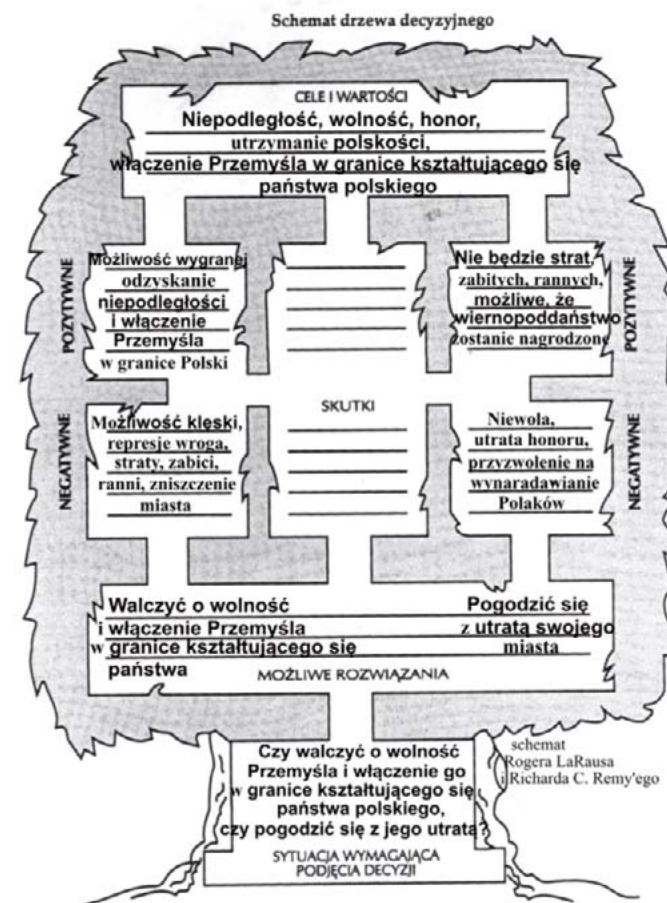 Schemat drzewa decyzyjnego
CELE I WARTOŚCI
Niepodległość, wolność, honor,
utrzymanie polskości,
włączenie Przemyśla w granice kształtującego się
państwa polskiego
POZYTYWNE
Możliwość wygranej
odzyskanie
niepodległości
i włączenie
Przemyśla
w granice Polski
Nie będzie strat,
zabitych, rannych,
możliwe, że
wiernopoddaństwo
zostanie nagrodzone
POZYTYWNE
SKUTKI
NEGATYWNE
Możliwość klęski,
represje wroga,
straty, zabici,
ranni, zniszczenie
miasta
Niewola,
utrata honoru,
przyzwolenie na
wynaradawianie
Polaków
NEGATYWNE
Walczyć o wolność
i włączenie Przemyśla
w granice kształtującego się
państwa
Pogodzić się
z utratą swojego
miasta
MOŻLIWE ROZWIĄZANIA
Czy walczyć o wolność
Przemyśla i włączenie go
w granice kształtującego się
państwa polskiego,
czy pogodzić się z jego utratą?
SYTUACJA WYMAGAJĄCA
PODJĘCIA DECYZJI
schemat
Rogera LaRausa
i Richarda C. Remy'ego